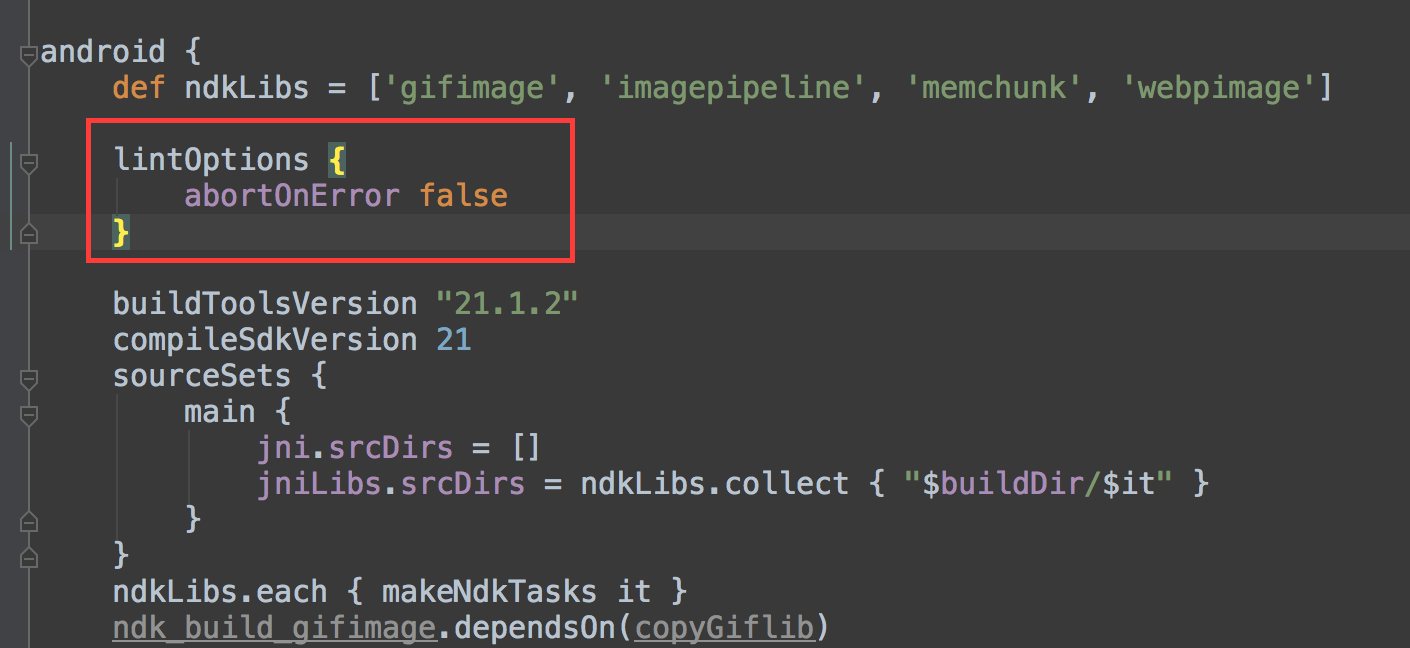 android {
    def ndkLibs = ['gifimage', 'imagepipeline', 'memchunk', 'webpimage']
    lintOptions {
        abortOnError false
    }
    buildToolsVersion "21.1.2"
    compileSdkVersion 21
    sourceSets {
        main {
            jni.srcDirs = []
            jniLibs.srcDirs = ndkLibs.collect { "$buildDir/$it" }
        }
    }
    ndkLibs.each { makeNdkTasks it }
    ndk_build_gifimage.dependsOn(copyGiflib)